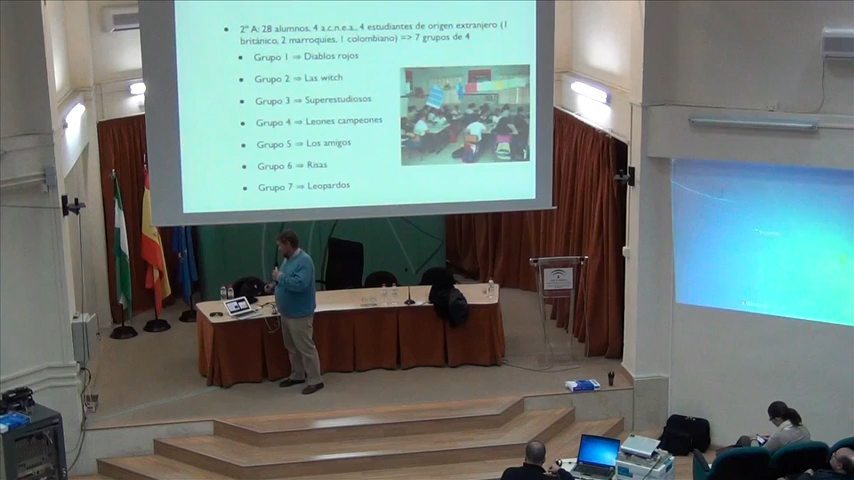 2º A: 28 alumnos, 4 a.c.n.e.a., 4 estudiantes de origen extranjero (1
británico, 2 marroquíes, 1 colombiano) => 7 grupos de 4
Grupo 1 ⇒ Diablos rojos
Grupo 2 ⇒ Las witch
Grupo 3 ⇒ Superestudiosos
Grupo 4 ⇒ Leones campeones
Grupo 5 ⇒ Los amigos
Grupo 6 ⇒ Risas
Grupo 7 ⇒ Leopardos